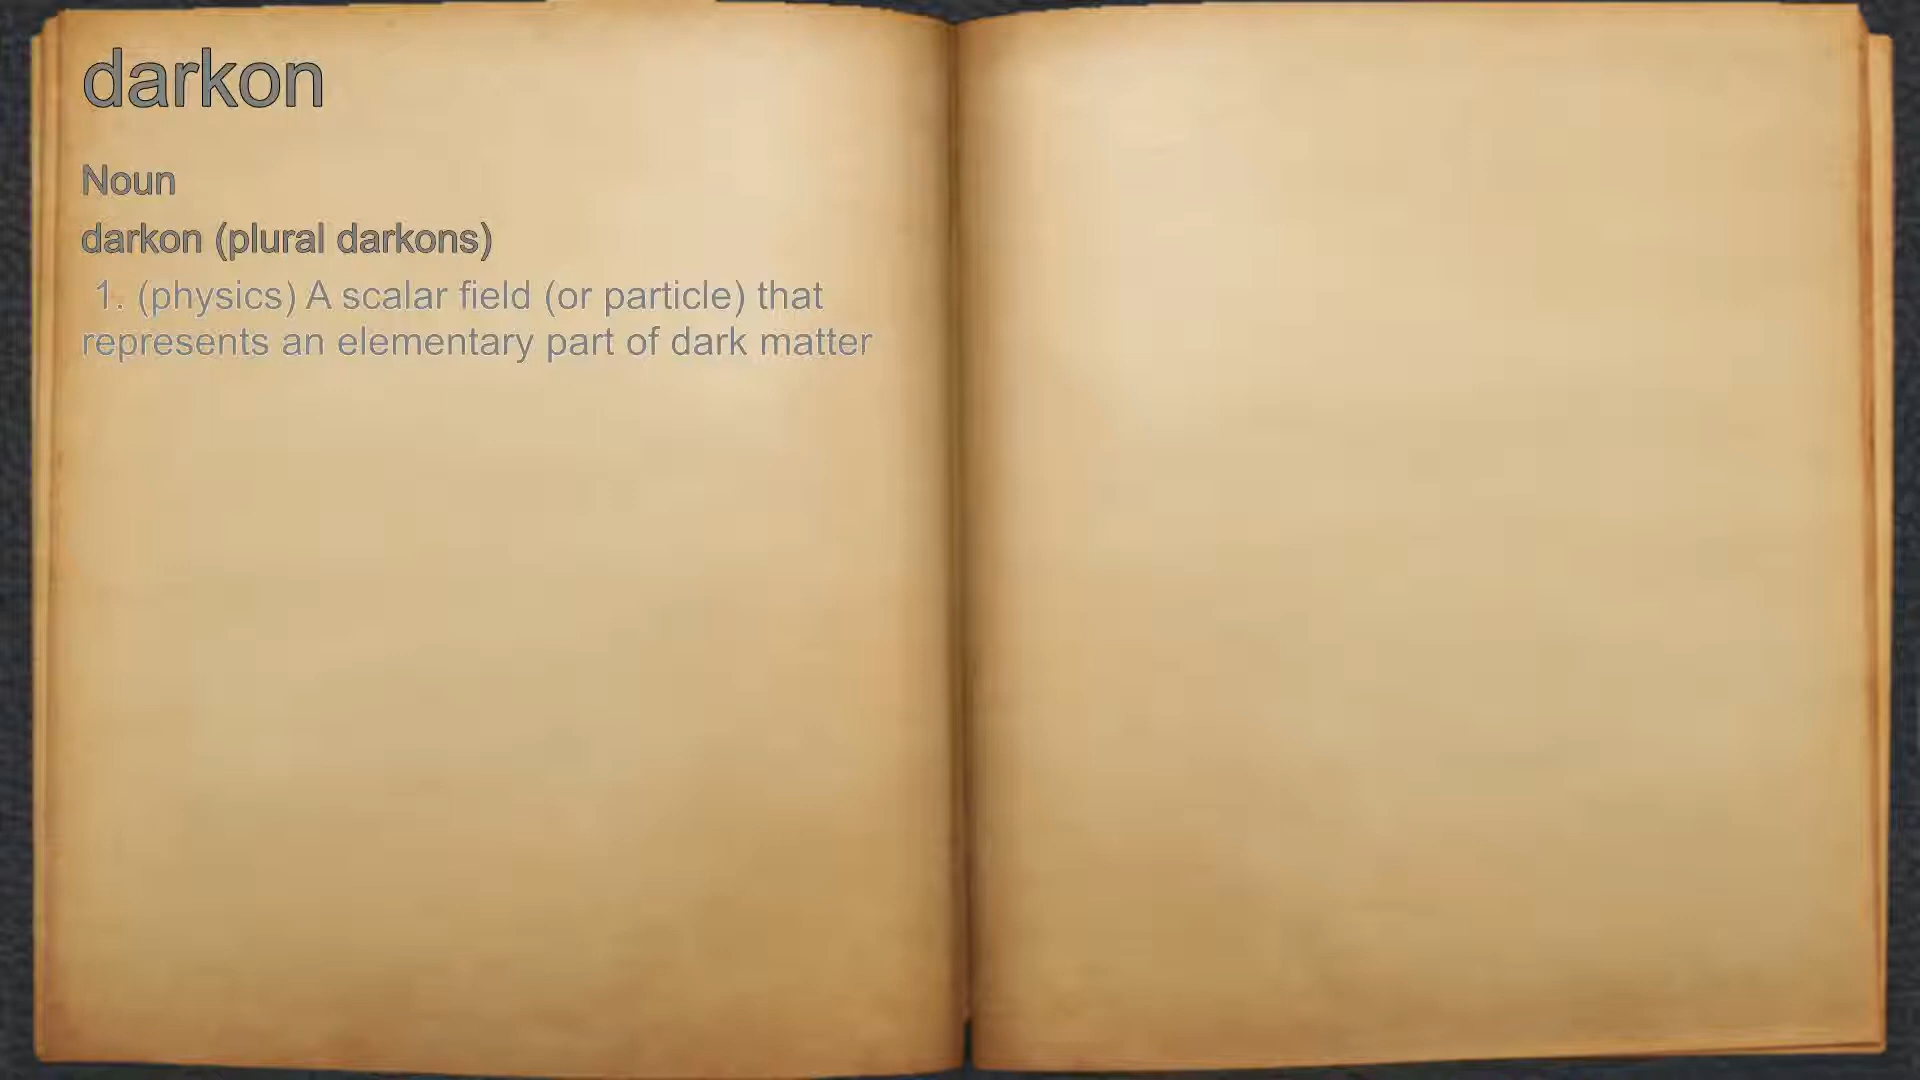 darkon
Noun
darkon (plural darkons)
1. (physics) A scalar field (or particle) that
represents an elementary part of dark matter